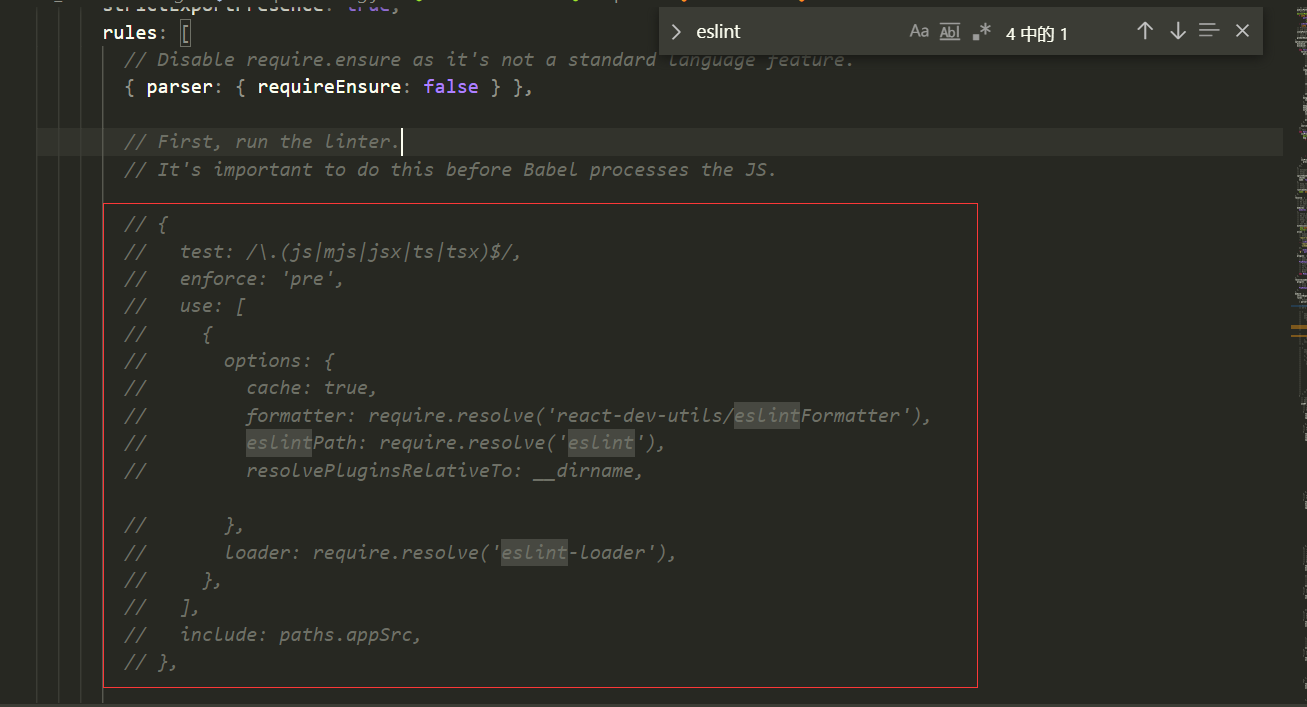 strictExportPresence: true,
rules: [
// Disable require.ensure as it's not a standard language feature.
{ parser: { requireEnsure: false } },
// First, run the linter.
// It's important to do this before Babel processes the JS.
// {
//   test: /\.(js|mjs|jsx|ts|tsx)$/,
//   enforce: 'pre',
//   use: [
//     {
//       options: {
//         cache: true,
//         formatter: require.resolve('react-dev-utils/eslintFormatter'),
//         eslintPath: require.resolve('eslint'),
//         resolvePluginsRelativeTo: __dirname,
//       },
//       loader: require.resolve('eslint-loader'),
//     },
//   ],
//   include: paths.appSrc,
// },
eslint
Aa Abl .* 4 中的 1